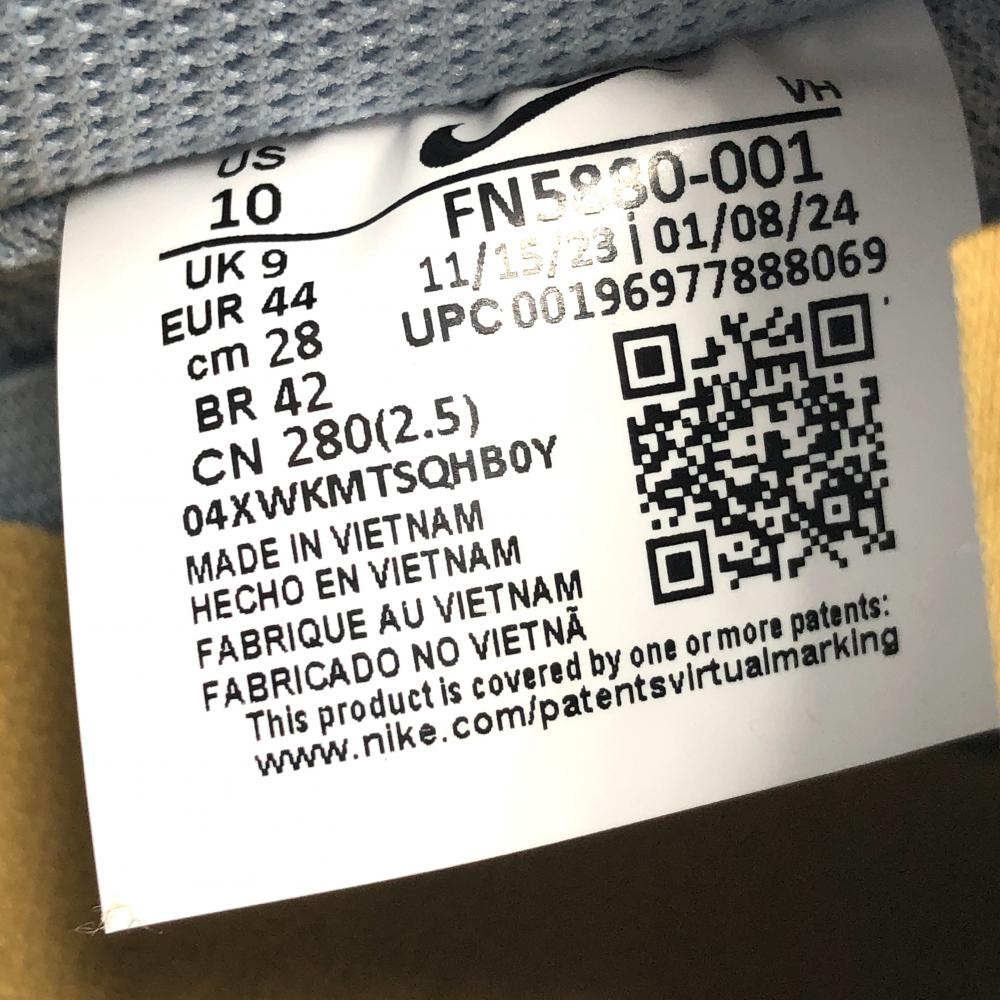 US
10
UK 9
EUR 44
cm 28
BR 42
CN 280(2.5)
VH
FN5880-001
11/15/23 | 01/08/24
UPC 00196977888069
04XWKMTSQHB0Y
MADE IN VIETNAM
HECHO EN VIETNAM
FABRIQUE AU VIETNAM
FABRICADO NO VIETNÃ
This product is covered by one or more patents:
www.nike.com/patentsvirtualmarking